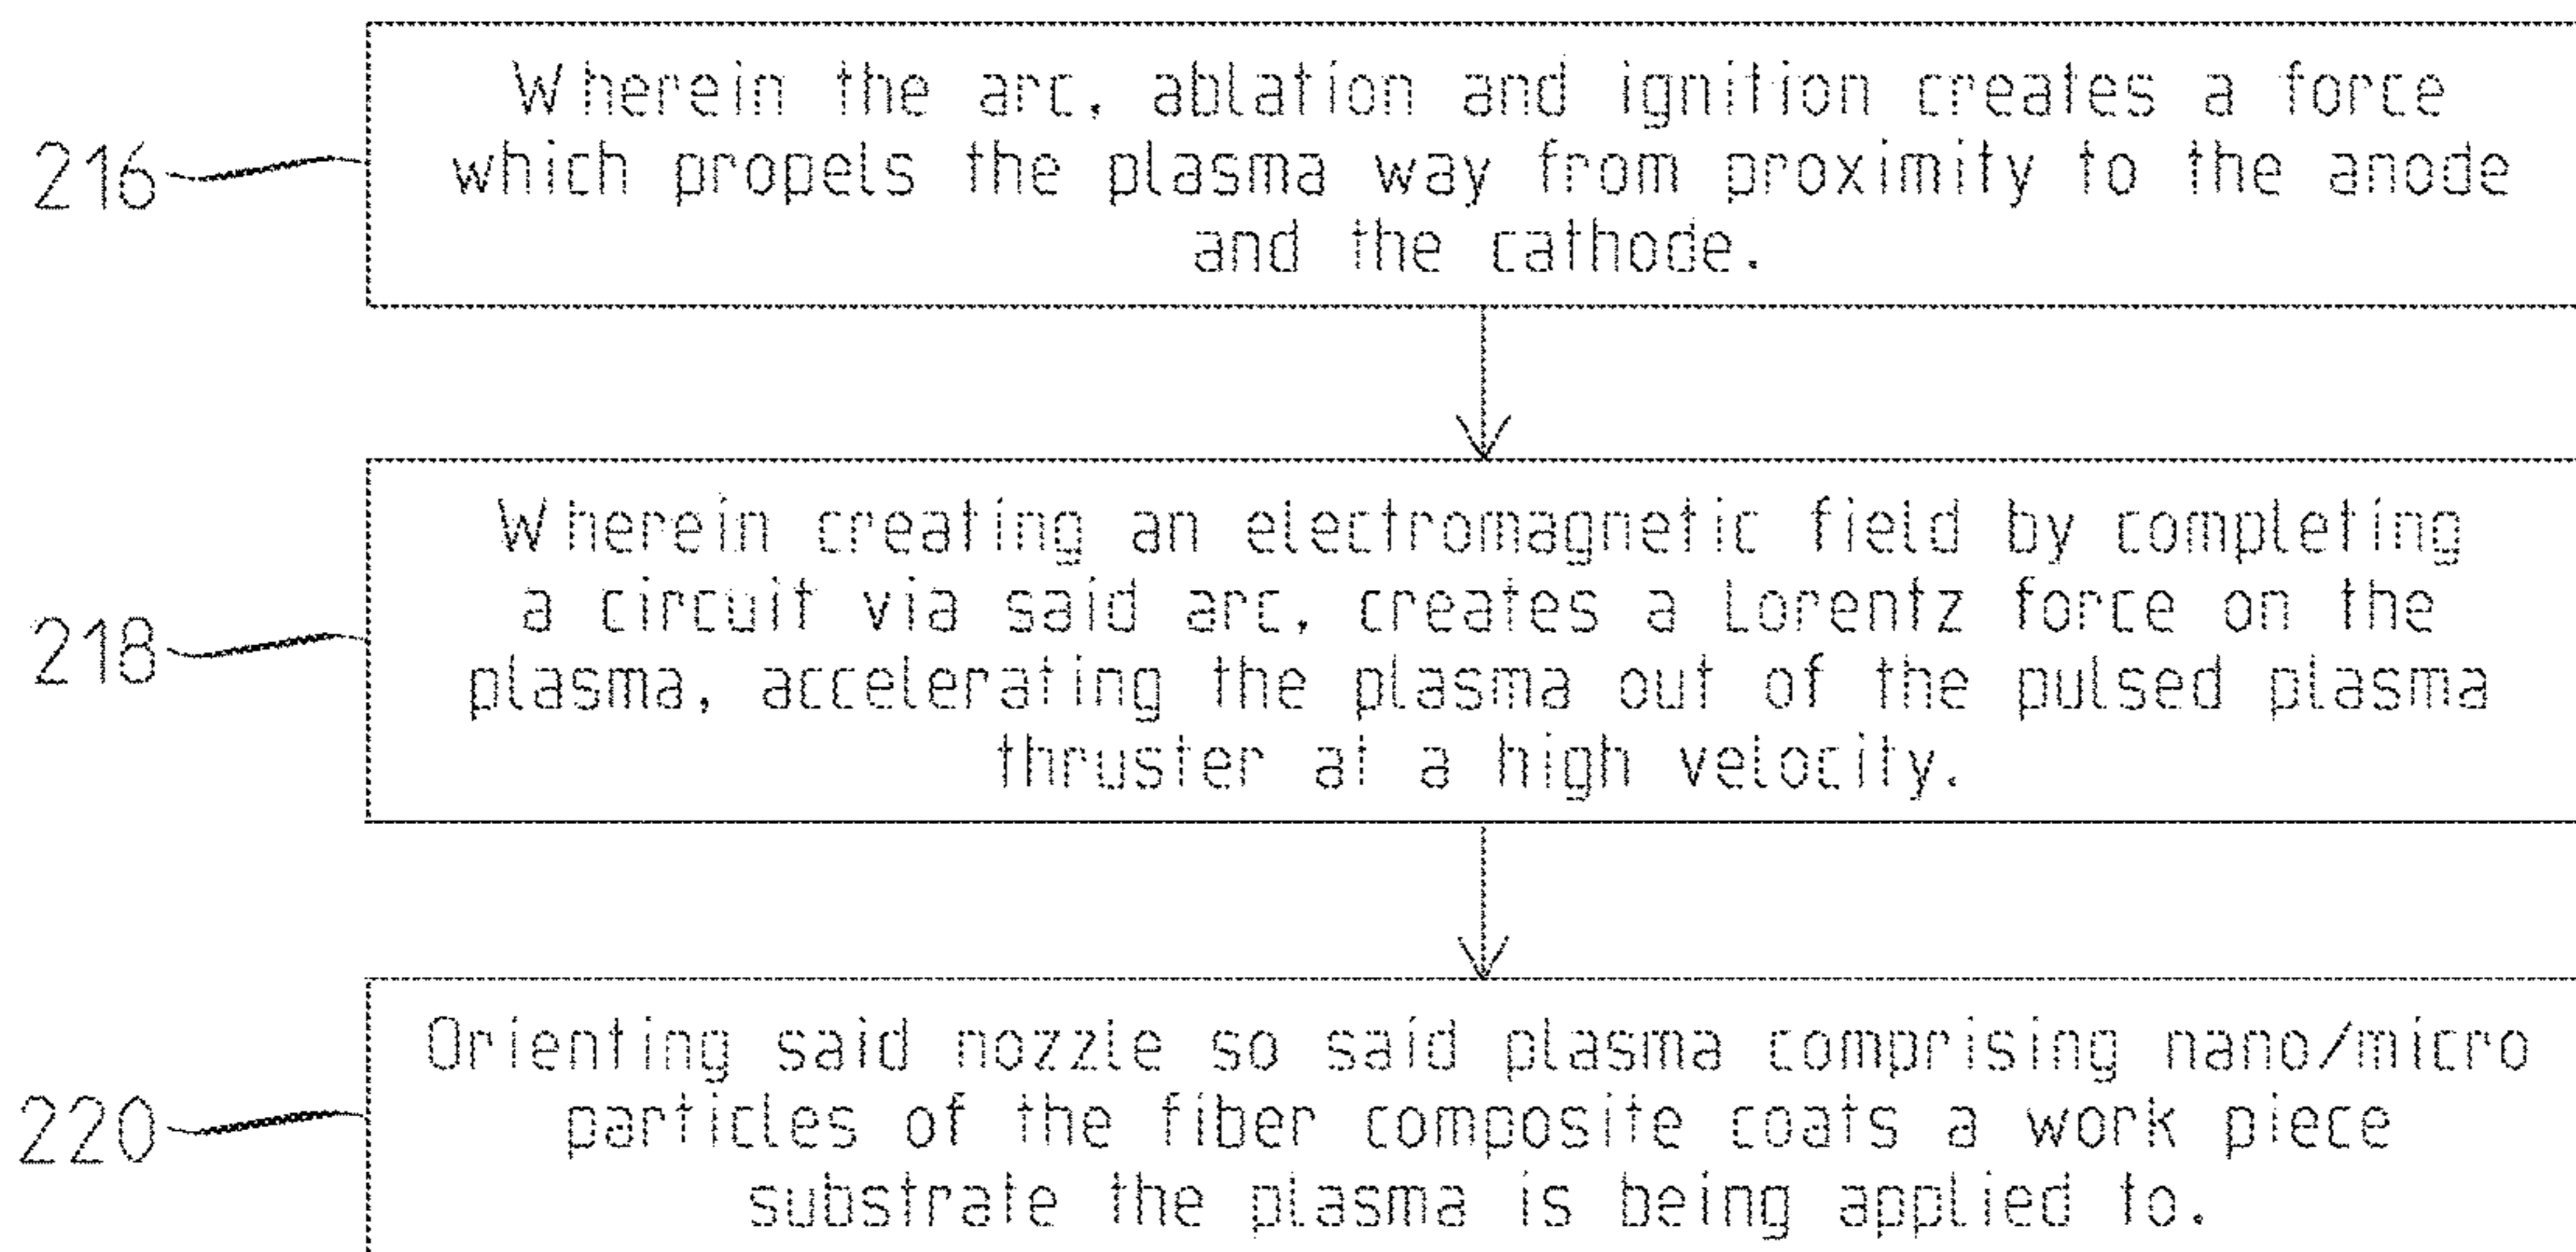 216
Wherein the arc, ablation and ignition creates a force
which propels the plasma way from proximity to the anode
and the cathode.
218
Wherein creating an electromagnetic field by completing
a circuit via said arc, creates a Lorentz force on the
plasma, accelerating the plasma out of the pulsed plasma
thruster at a high velocity.
220
Orienting said nozzle so said plasma comprising nano/micro
particles of the fiber composite coats a work piece
substrate the plasma is being applied to.